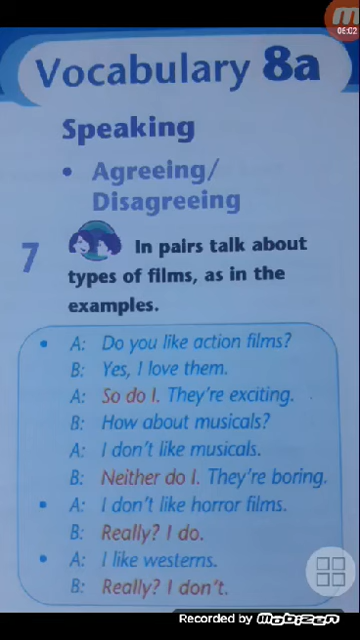 06:02
Vocabulary 8a
Speaking
• Agreeing/
Disagreeing
7 In pairs talk about
types of films, as in the
examples.
• A: Do you like action films?
B: Yes, I love them.
A: So do I. They're exciting.
B: How about musicals?
A: I don't like musicals.
B: Neither do I. They're boring.
• A: I don't like horror films.
B: Really? I do.
• A: I like westerns.
B: Really? I don't.
Recorded by Mobizen